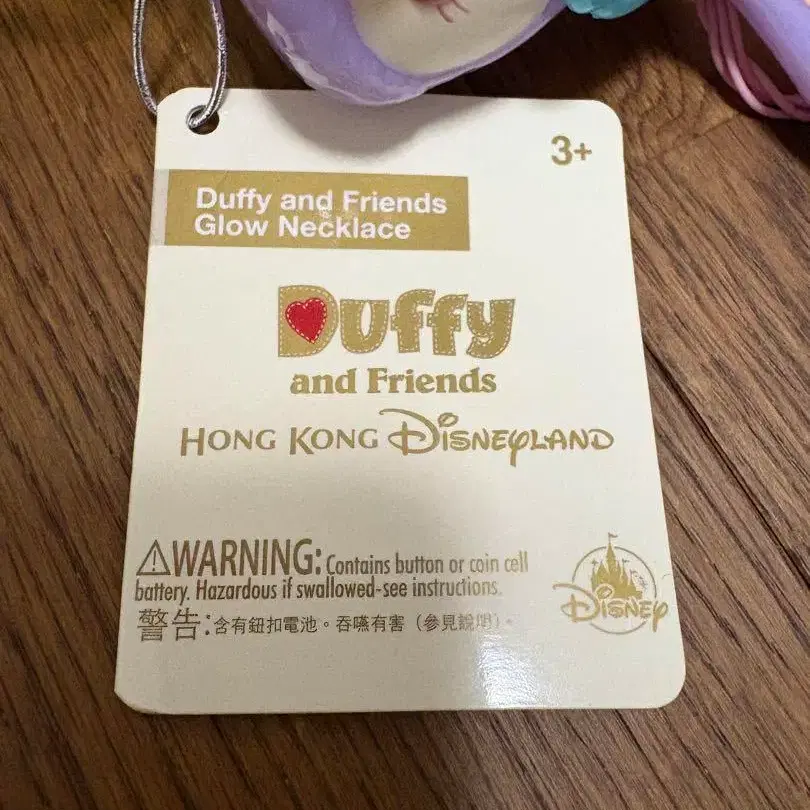 3+
Duffy and Friends
Glow Necklace
Duffy
and Friends
HONG KONG DISNEYLAND
⚠WARNING: Contains button or coin cell
battery. Hazardous if swallowed-see instructions.
警告:含有鈕扣電池。吞嚥有害（參見說明）。
DISNEY